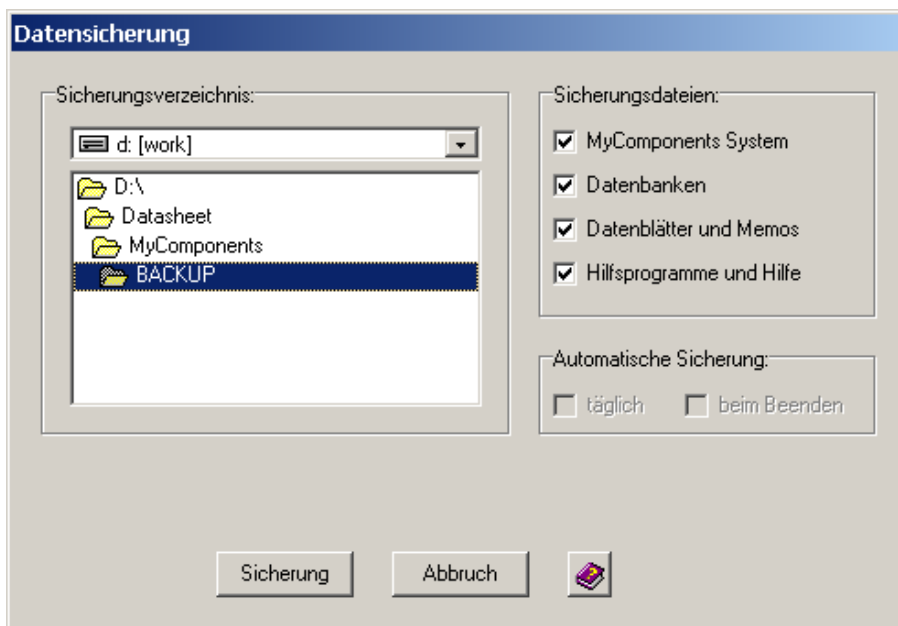 Datensicherung
Sicherungsverzeichnis:
d: [work]
D:\
Datasheet
MyComponents
BACKUP
Sicherungsdateien:
MyComponents System
Datenbanken
Datenblätter und Memos
Hilfsprogramme und Hilfe
Automatische Sicherung:
täglich beim Beenden
Sicherung Abbruch ?